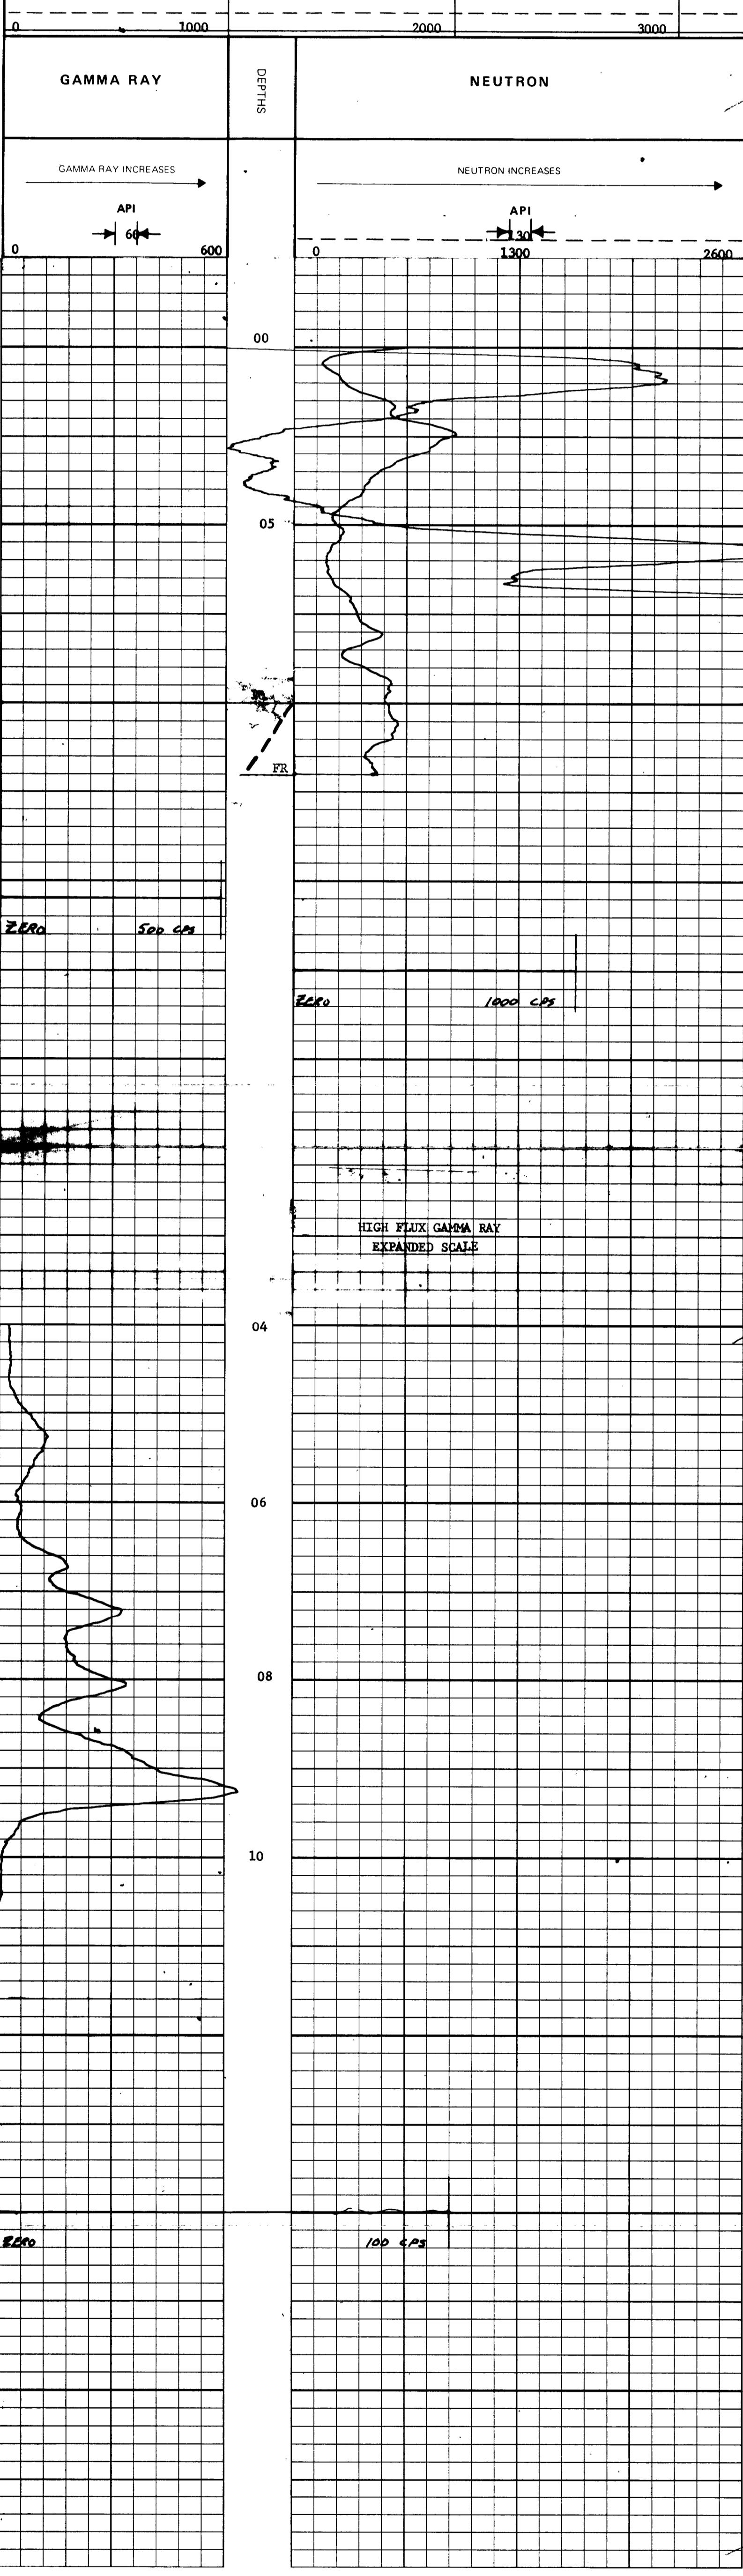 0 1000 2000 3000
GAMMA RAY DEPTHS NEUTRON
GAMMA RAY INCREASES NEUTRON INCREASES
API API
60 130
0 600 0 1300 2600
00
05
FR
ZERO 500 CPS
ZERO 1000 CPS
HIGH FLUX GAMMA RAY
EXPANDED SCALE
04
06
08
10
ZERO 100 CPS